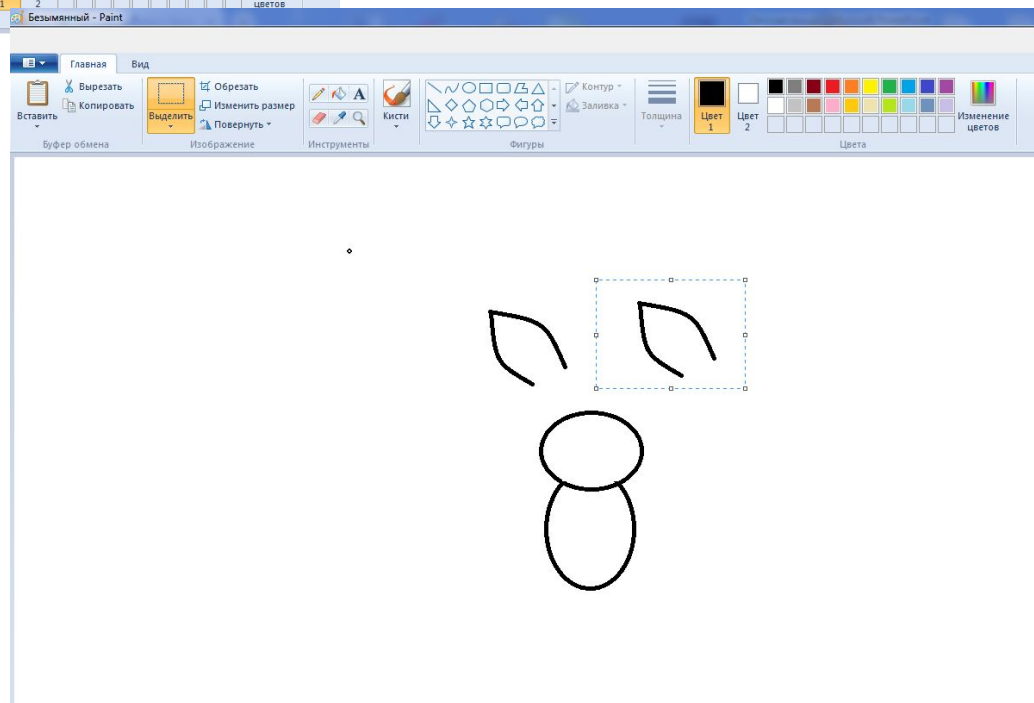 1 2 цветов
Безымянный - Paint
Главная Вид
Вставить
Вырезать
Копировать
Буфер обмена
Выделить
Обрезать
Изменить размер
Повернуть
Изображение
A
Инструменты
Кисти
Контур
Заливка
Фигуры
Толщина
Цвет
1
Цвет
2
Изменение
цветов
Цвета